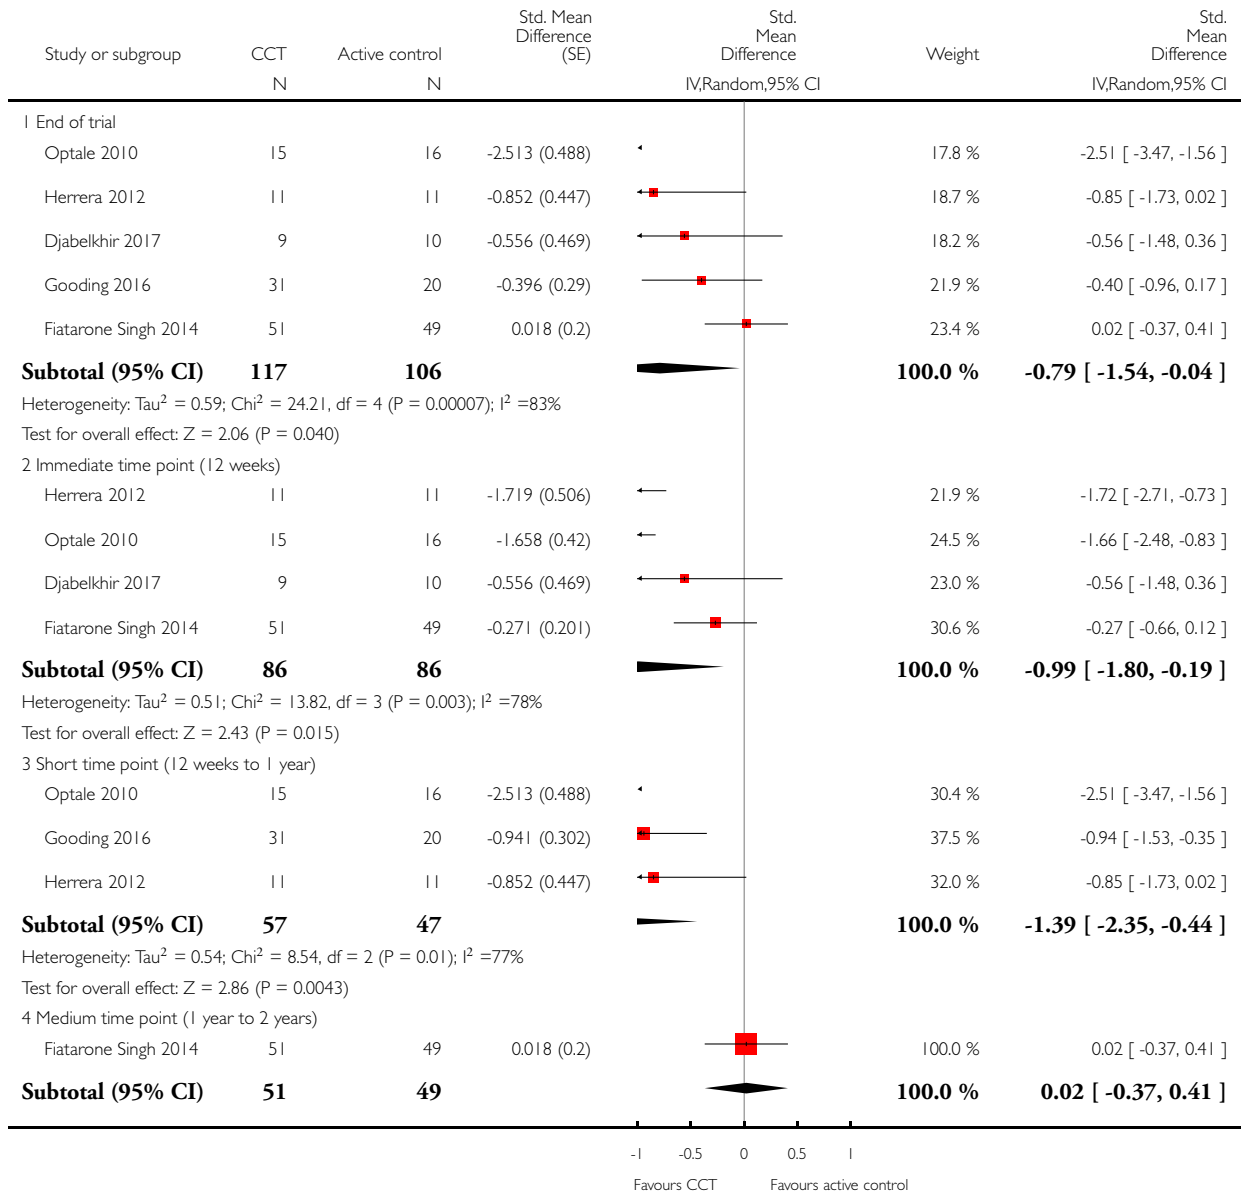 Study or subgroup CCT Active control Std. Mean Difference (SE) Std. Mean Difference Weight Std. Mean Difference
N N IV,Random,95% CI IV,Random,95% CI
1 End of trial
Optale 2010 15 16 -2.513 (0.488) 17.8 % -2.51 [ -3.47, -1.56 ]
Herrera 2012 11 11 -0.852 (0.447) 18.7 % -0.85 [ -1.73, 0.02 ]
Djabelkhir 2017 9 10 -0.556 (0.469) 18.2 % -0.56 [ -1.48, 0.36 ]
Gooding 2016 31 20 -0.396 (0.29) 21.9 % -0.40 [ -0.96, 0.17 ]
Fiatarone Singh 2014 51 49 0.018 (0.2) 23.4 % 0.02 [ -0.37, 0.41 ]
Subtotal (95% CI) 117 106 100.0 % -0.79 [ -1.54, -0.04 ]
Heterogeneity: Tau² = 0.59; Chi² = 24.21, df = 4 (P = 0.00007); I² =83%
Test for overall effect: Z = 2.06 (P = 0.040)
2 Immediate time point (12 weeks)
Herrera 2012 11 11 -1.719 (0.506) 21.9 % -1.72 [ -2.71, -0.73 ]
Optale 2010 15 16 -1.658 (0.42) 24.5 % -1.66 [ -2.48, -0.83 ]
Djabelkhir 2017 9 10 -0.556 (0.469) 23.0 % -0.56 [ -1.48, 0.36 ]
Fiatarone Singh 2014 51 49 -0.271 (0.201) 30.6 % -0.27 [ -0.66, 0.12 ]
Subtotal (95% CI) 86 86 100.0 % -0.99 [ -1.80, -0.19 ]
Heterogeneity: Tau² = 0.51; Chi² = 13.82, df = 3 (P = 0.003); I² =78%
Test for overall effect: Z = 2.43 (P = 0.015)
3 Short time point (12 weeks to 1 year)
Optale 2010 15 16 -2.513 (0.488) 30.4 % -2.51 [ -3.47, -1.56 ]
Gooding 2016 31 20 -0.941 (0.302) 37.5 % -0.94 [ -1.53, -0.35 ]
Herrera 2012 11 11 -0.852 (0.447) 32.0 % -0.85 [ -1.73, 0.02 ]
Subtotal (95% CI) 57 47 100.0 % -1.39 [ -2.35, -0.44 ]
Heterogeneity: Tau² = 0.54; Chi² = 8.54, df = 2 (P = 0.01); I² =77%
Test for overall effect: Z = 2.86 (P = 0.0043)
4 Medium time point (1 year to 2 years)
Fiatarone Singh 2014 51 49 0.018 (0.2) 100.0 % 0.02 [ -0.37, 0.41 ]
Subtotal (95% CI) 51 49 100.0 % 0.02 [ -0.37, 0.41 ]
-1 -0.5 0 0.5 1
Favours CCT Favours active control